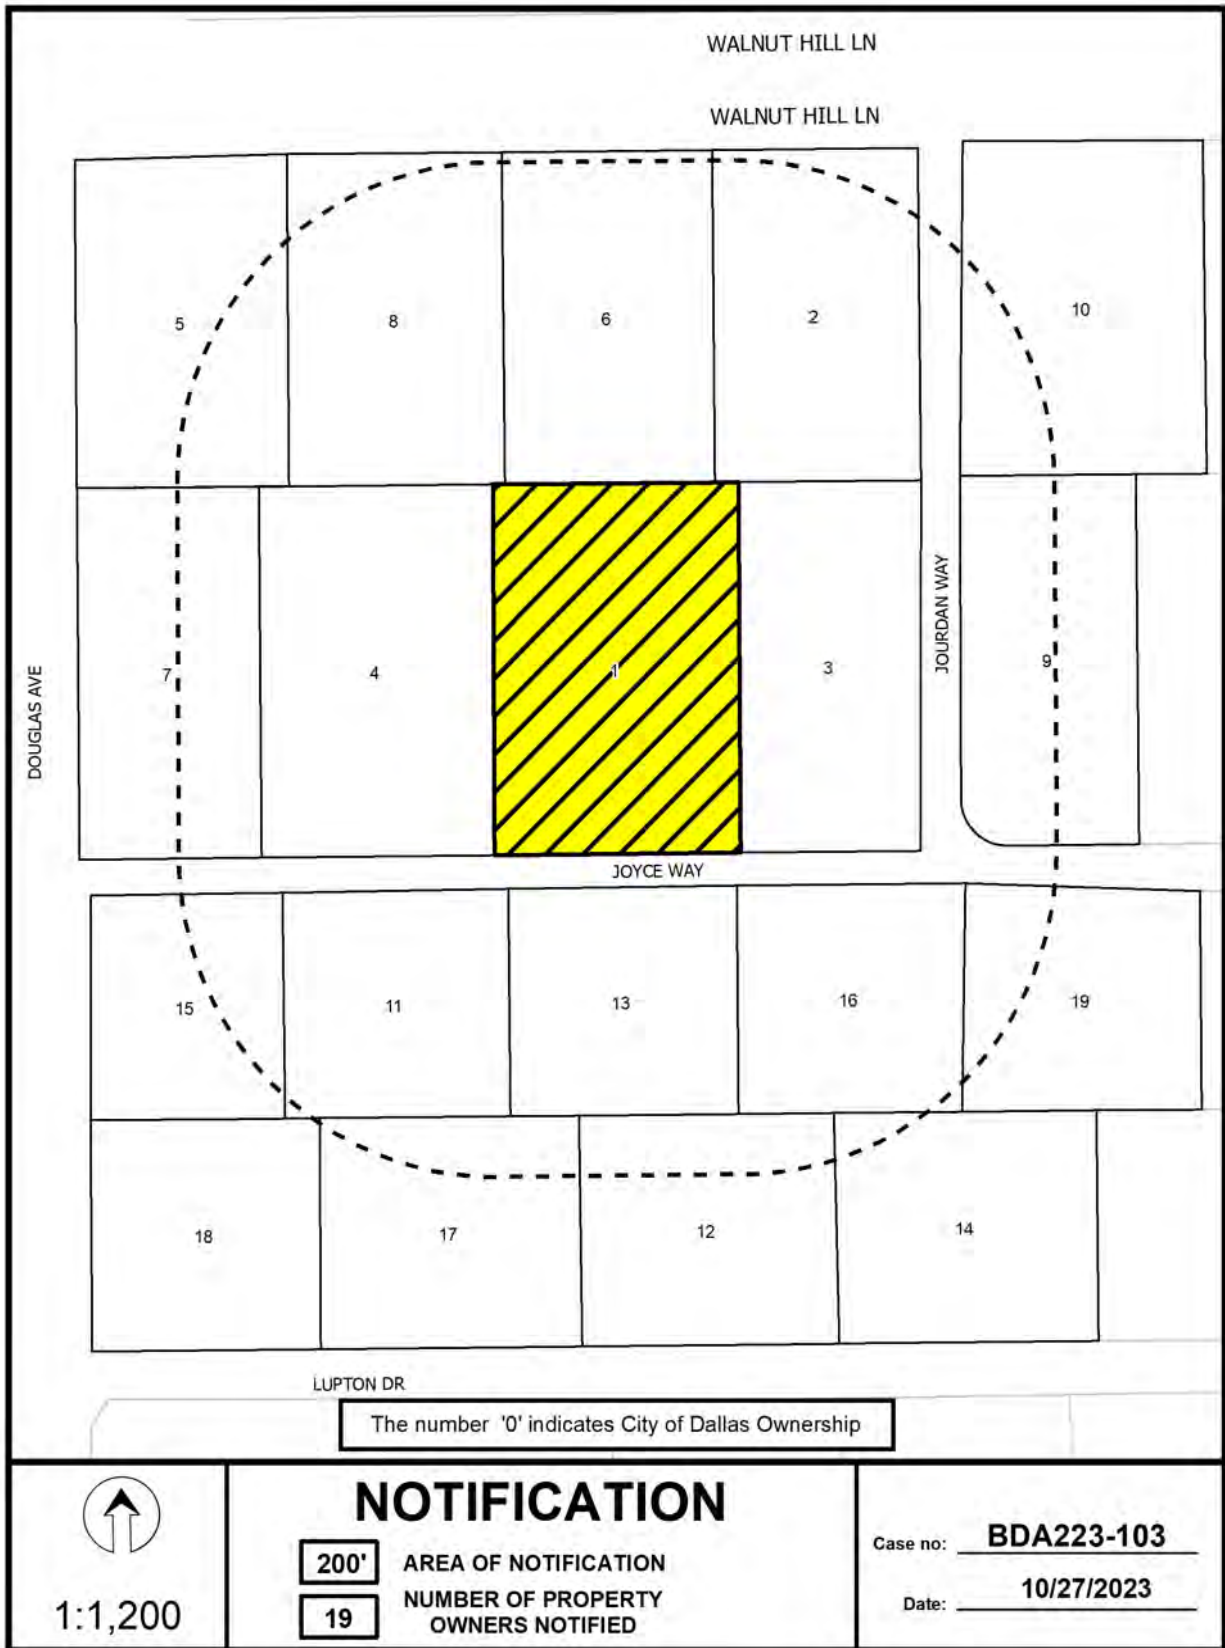 WALNUT HILL LN
WALNUT HILL LN
5
8
6
2
10
DOUGLAS AVE
7
4
1
3
JOURDAN WAY
9
JOYCE WAY
15
11
13
16
19
18
17
12
14
LUPTON DR
The number '0' indicates City of Dallas Ownership
1:1,200
NOTIFICATION
200' AREA OF NOTIFICATION
19 NUMBER OF PROPERTY
OWNERS NOTIFIED
Case no: BDA223-103
Date: 10/27/2023